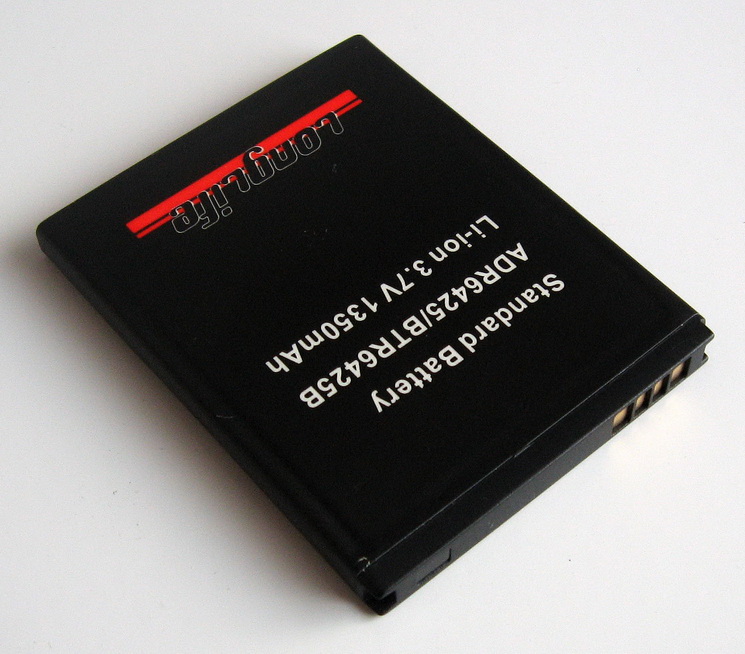 LongLife
Standard Battery
ADR6425/BTR6425B
Li-ion 3.7V 1350mAh